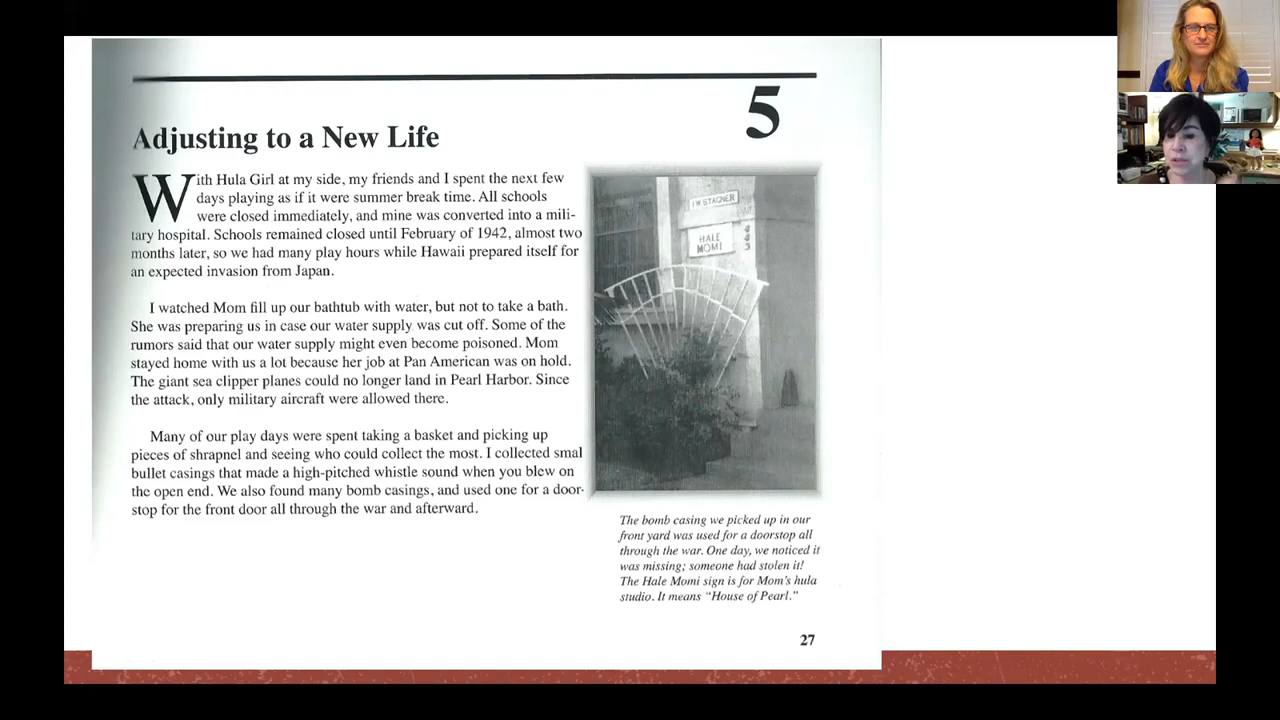 5
Adjusting to a New Life
With Hula Girl at my side, my friends and I spent the next few
days playing as if it were summer break time. All schools
were closed immediately, and mine was converted into a mili-
tary hospital. Schools remained closed until February of 1942, almost two
months later, so we had many play hours while Hawaii prepared itself for
an expected invasion from Japan.
I watched Mom fill up our bathtub with water, but not to take a bath.
She was preparing us in case our water supply was cut off. Some of the
rumors said that our water supply might even become poisoned. Mom
stayed home with us a lot because her job at Pan American was on hold.
The giant sea clipper planes could no longer land in Pearl Harbor. Since
the attack, only military aircraft were allowed there.
Many of our play days were spent taking a basket and picking up
pieces of shrapnel and seeing who could collect the most. I collected smal
bullet casings that made a high-pitched whistle sound when you blew on
the open end. We also found many bomb casings, and used one for a door-
stop for the front door all through the war and afterward.
I W STAGNER
HALE
MOMI
445
The bomb casing we picked up in our
front yard was used for a doorstop all
through the war. One day, we noticed it
was missing; someone had stolen it!
The Hale Momi sign is for Mom's hula
studio. It means "House of Pearl."
27